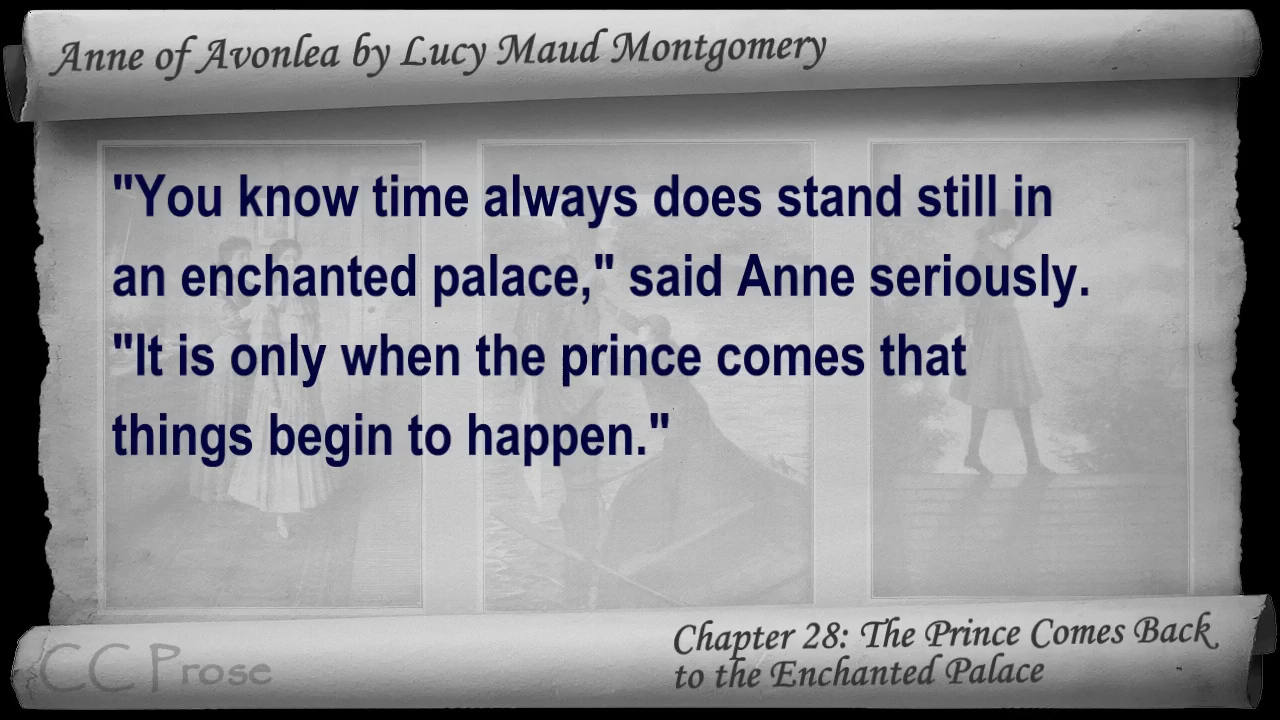 Anne of Avonlea by Lucy Maud Montgomery
"You know time always does stand still in
an enchanted palace," said Anne seriously.
"It is only when the prince comes that
things begin to happen."
Chapter 28: The Prince Comes Back
to the Enchanted Palace
CC Prose